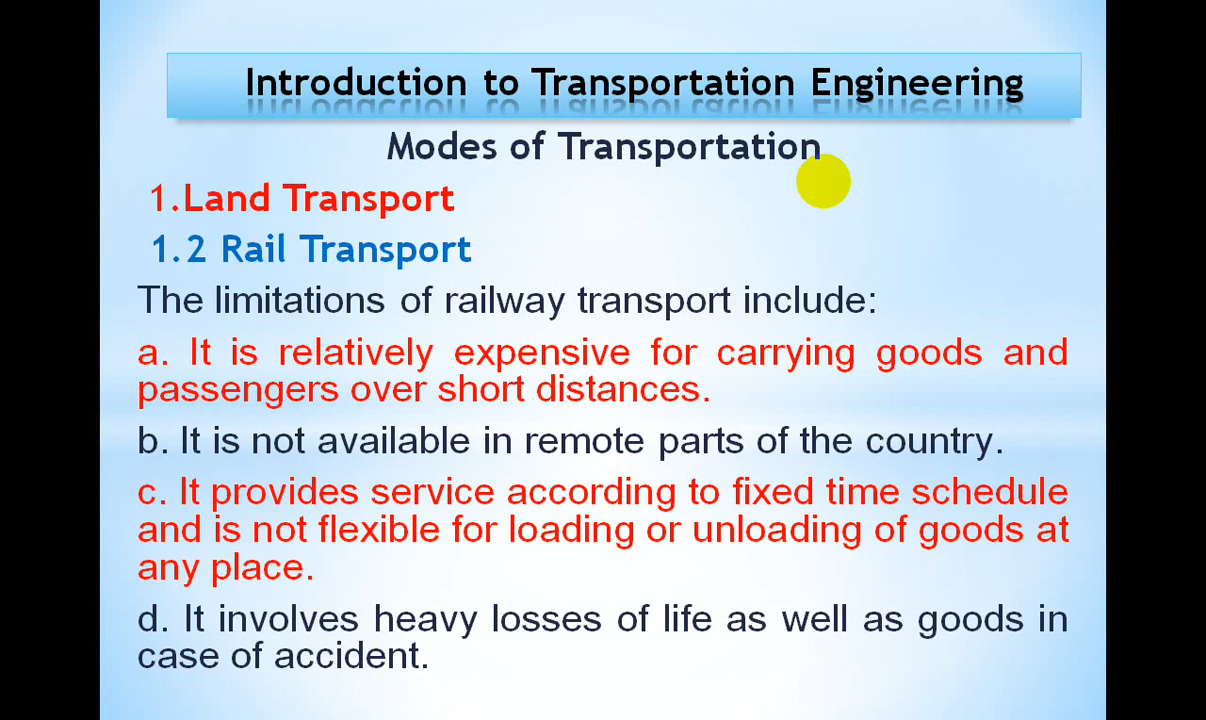 Introduction to Transportation Engineering
Modes of Transportation
1.Land Transport
1.2 Rail Transport
The limitations of railway transport include:
a. It is relatively expensive for carrying goods and
passengers over short distances.
b. It is not available in remote parts of the country.
c. It provides service according to fixed time schedule
and is not flexible for loading or unloading of goods at
any place.
d. It involves heavy losses of life as well as goods in
case of accident.